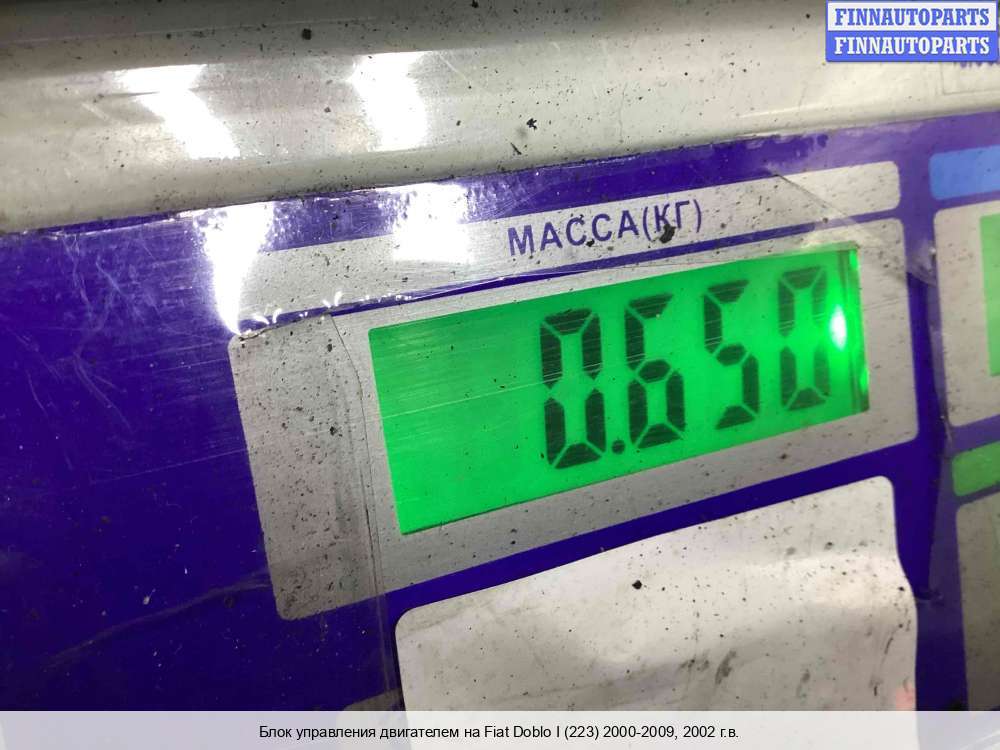 FINNAUTOPARTS
FINNAUTOPARTS
МАССА(КГ)
0.650
Блок управления двигателем на Fiat Doblo I (223) 2000-2009, 2002 г.в.